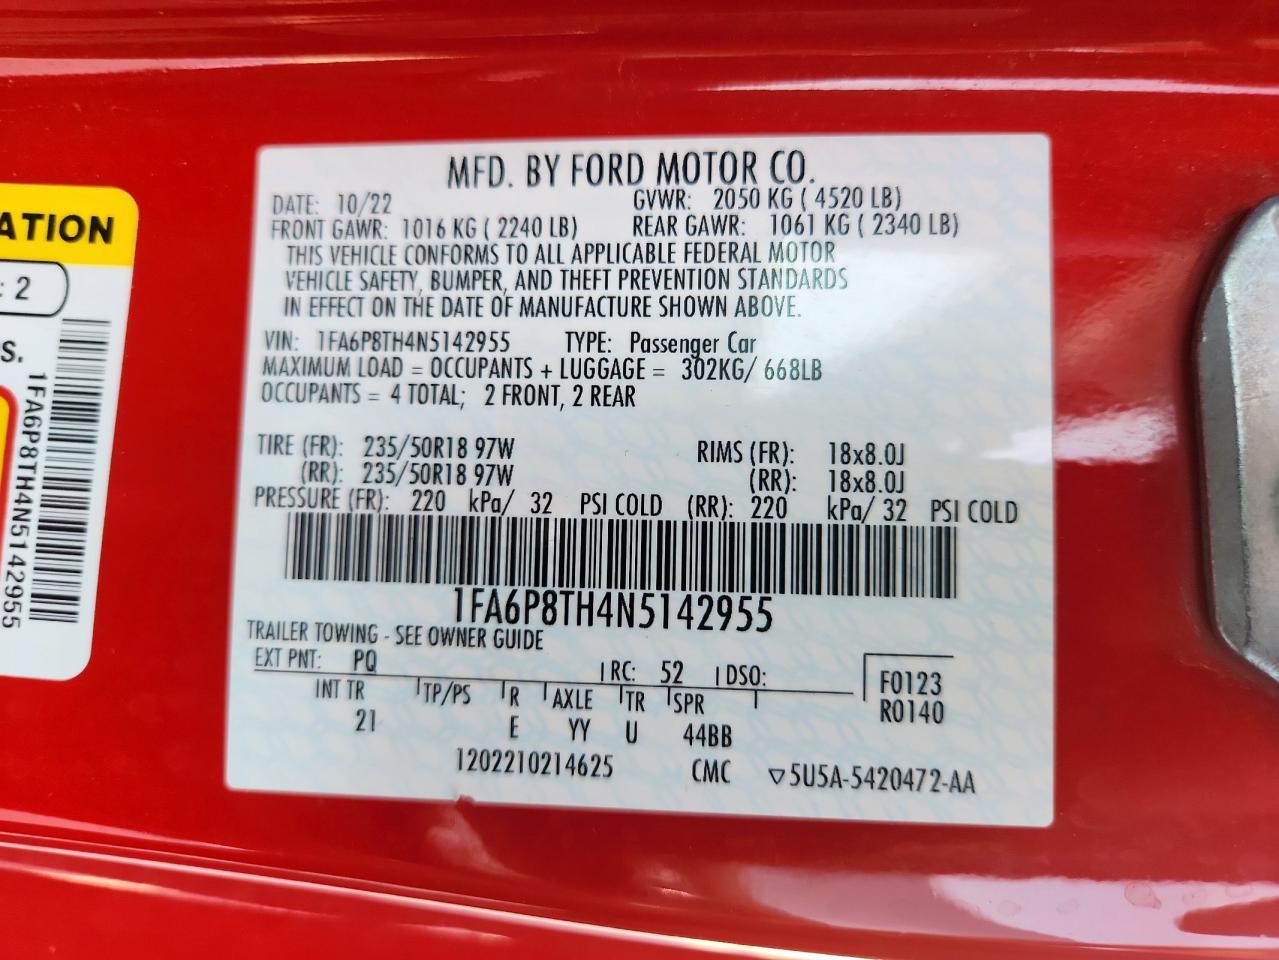 MFD. BY FORD MOTOR CO.
DATE: 10/22 GVWR: 2050 KG ( 4520 LB)
FRONT GAWR: 1016 KG ( 2240 LB) REAR GAWR: 1061 KG ( 2340 LB)
THIS VEHICLE CONFORMS TO ALL APPLICABLE FEDERAL MOTOR
VEHICLE SAFETY, BUMPER, AND THEFT PREVENTION STANDARDS
IN EFFECT ON THE DATE OF MANUFACTURE SHOWN ABOVE.
VIN: 1FA6P8TH4N5142955 TYPE: Passenger Car
MAXIMUM LOAD = OCCUPANTS + LUGGAGE = 302KG/ 668LB
OCCUPANTS = 4 TOTAL; 2 FRONT, 2 REAR
TIRE (FR): 235/50R18 97W RIMS (FR): 18x8.0J
(RR): 235/50R18 97W (RR): 18x8.0J
PRESSURE (FR): 220 kPa/ 32 PSI COLD (RR): 220 kPa/ 32 PSI COLD
1FA6P8TH4N5142955
TRAILER TOWING - SEE OWNER GUIDE
EXT PNT: PQ RC: 52 DSO: F0123
INT TR TP/PS R AXLE TR SPR R0140
21 E YY U 44BB
1202210214625 CMC ▽5U5A-5420472-AA
ATION
: 2
S.
1FA6P8TH4N5142955